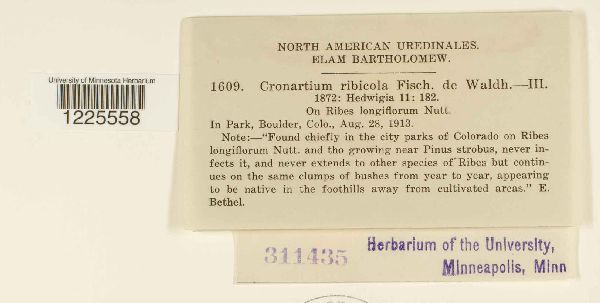 NORTH AMERICAN UREDINALES.
ELAM BARTHOLOMEW.
1609. Cronartium ribicola Fisch. de Waldh.—III.
1872: Hedwigia 11: 182.
On Ribes longiflorum Nutt.
In Park, Boulder, Colo., Aug. 28, 1913.
Note:—"Found chiefly in the city parks of Colorado on Ribes
longiflorum Nutt. and tho growing near Pinus strobus, never in-
fects it, and never extends to other species of Ribes but contin-
ues on the same clumps of bushes from year to year, appearing
to be native in the foothills away from cultivated areas." E.
Bethel.
University of Minnesota Herbarium
1225558
311435
Herbarium of the University,
Minneapolis, Minn